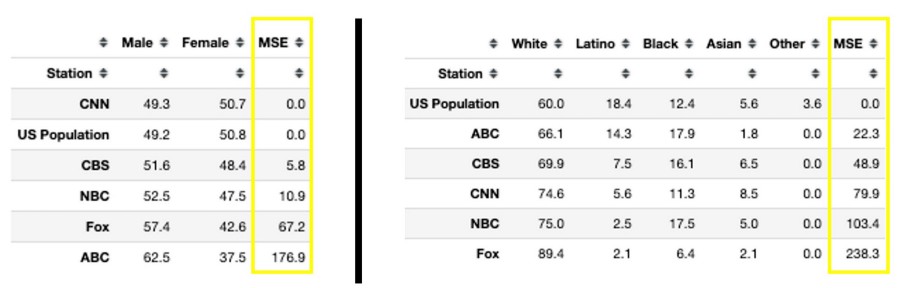 Male Female MSE
Station
CNN 49.3 50.7 0.0
US Population 49.2 50.8 0.0
CBS 51.6 48.4 5.8
NBC 52.5 47.5 10.9
Fox 57.4 42.6 67.2
ABC 62.5 37.5 176.9
White Latino Black Asian Other MSE
Station
US Population 60.0 18.4 12.4 5.6 3.6 0.0
ABC 66.1 14.3 17.9 1.8 0.0 22.3
CBS 69.9 7.5 16.1 6.5 0.0 48.9
CNN 74.6 5.6 11.3 8.5 0.0 79.9
NBC 75.0 2.5 17.5 5.0 0.0 103.4
Fox 89.4 2.1 6.4 2.1 0.0 238.3